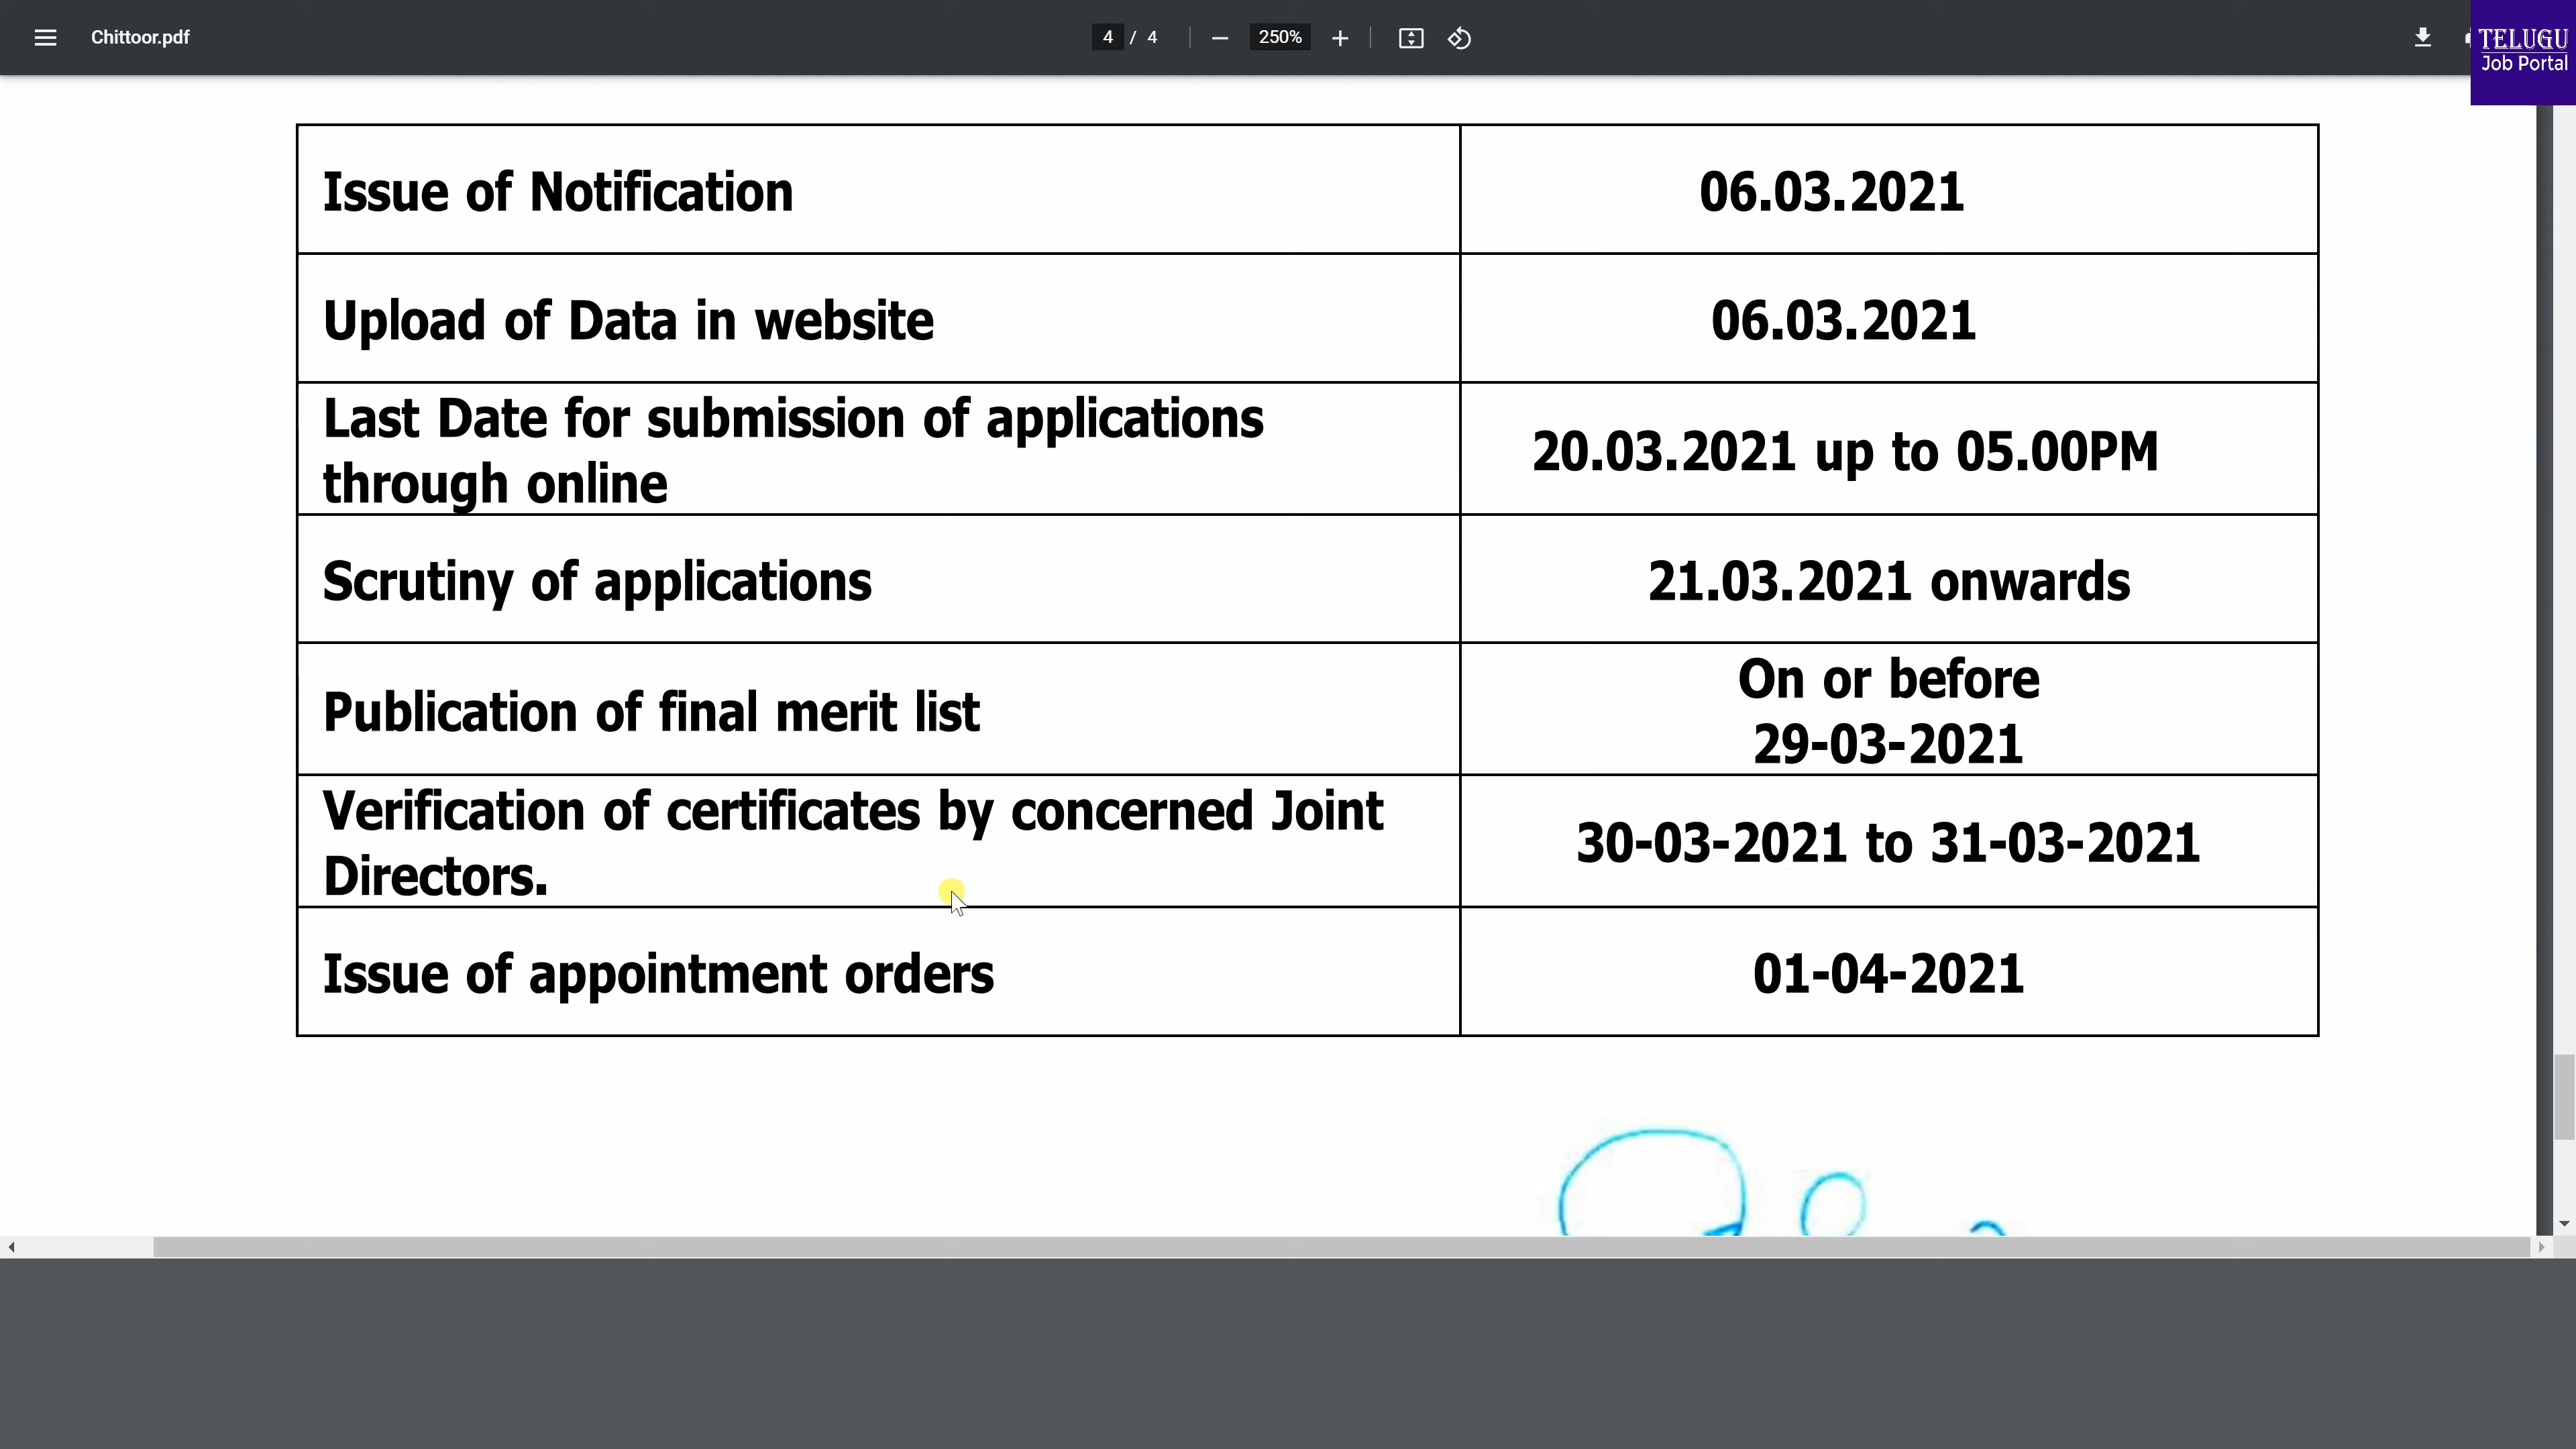 Chittoor.pdf
4 / 4
250%
TELUGU
Job Portal
Issue of Notification
06.03.2021
Upload of Data in website
06.03.2021
Last Date for submission of applications
through online
20.03.2021 up to 05.00PM
Scrutiny of applications
21.03.2021 onwards
Publication of final merit list
On or before
29-03-2021
Verification of certificates by concerned Joint
Directors.
30-03-2021 to 31-03-2021
Issue of appointment orders
01-04-2021